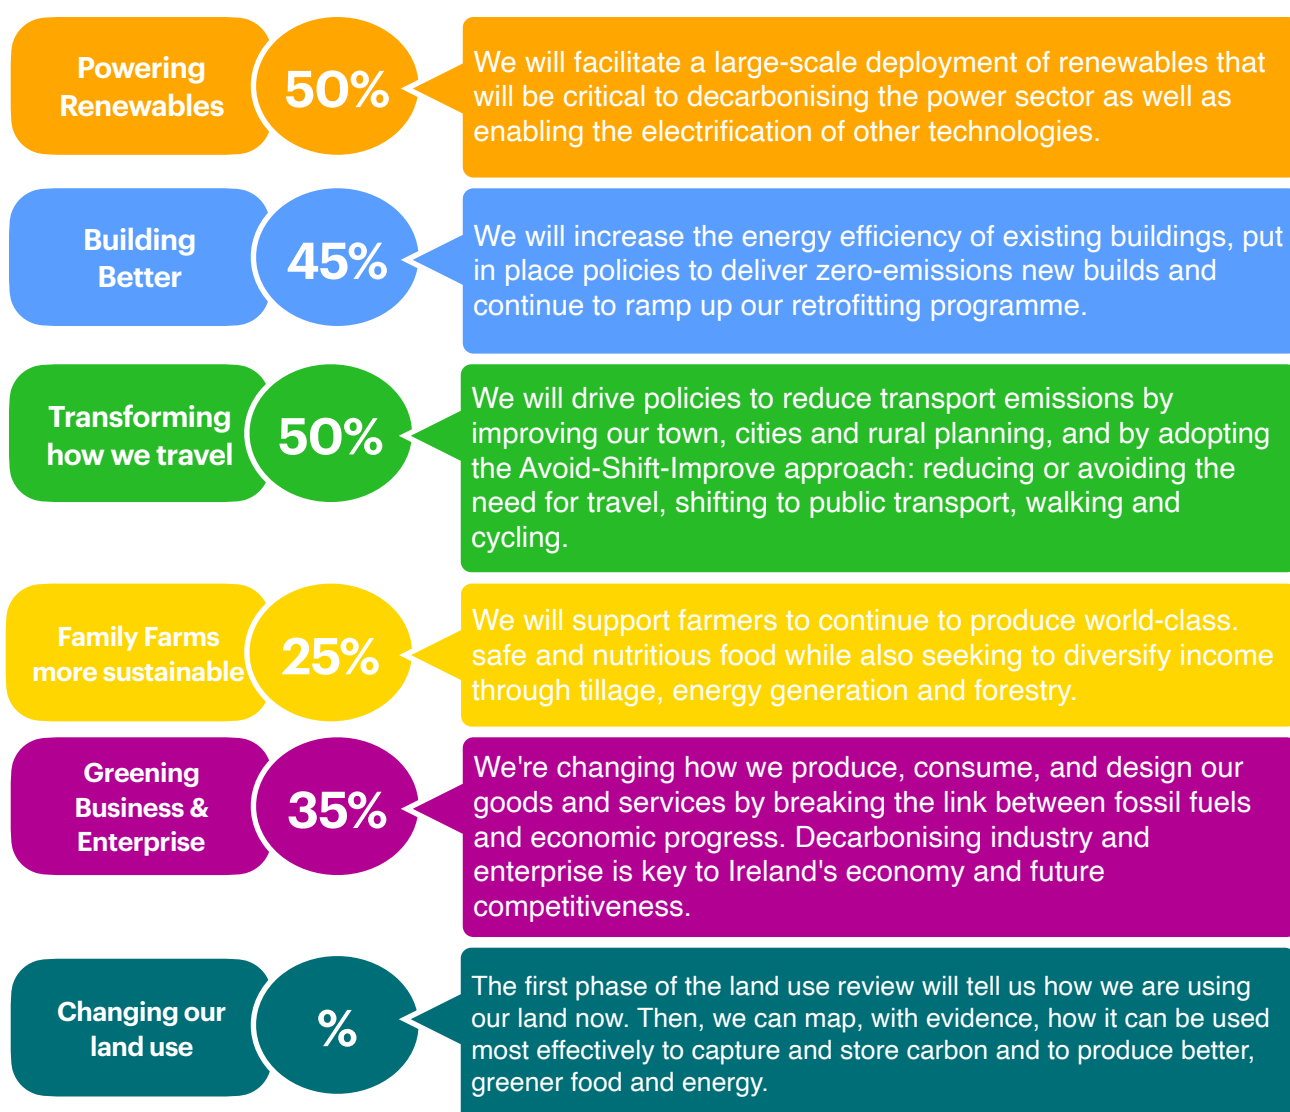 Powering
Renewables
50%
We will facilitate a large-scale deployment of renewables that
will be critical to decarbonising the power sector as well as
enabling the electrification of other technologies.
Building
Better
45%
We will increase the energy efficiency of existing buildings, put
in place policies to deliver zero-emissions new builds and
continue to ramp up our retrofitting programme.
Transforming
how we travel
50%
We will drive policies to reduce transport emissions by
improving our town, cities and rural planning, and by adopting
the Avoid-Shift-Improve approach: reducing or avoiding the
need for travel, shifting to public transport, walking and
cycling.
Family Farms
more sustainable
25%
We will support farmers to continue to produce world-class.
safe and nutritious food while also seeking to diversify income
through tillage, energy generation and forestry.
Greening
Business &
Enterprise
35%
We're changing how we produce, consume, and design our
goods and services by breaking the link between fossil fuels
and economic progress. Decarbonising industry and
enterprise is key to Ireland's economy and future
competitiveness.
Changing our
land use
%
The first phase of the land use review will tell us how we are using
our land now. Then, we can map, with evidence, how it can be used
most effectively to capture and store carbon and to produce better,
greener food and energy.